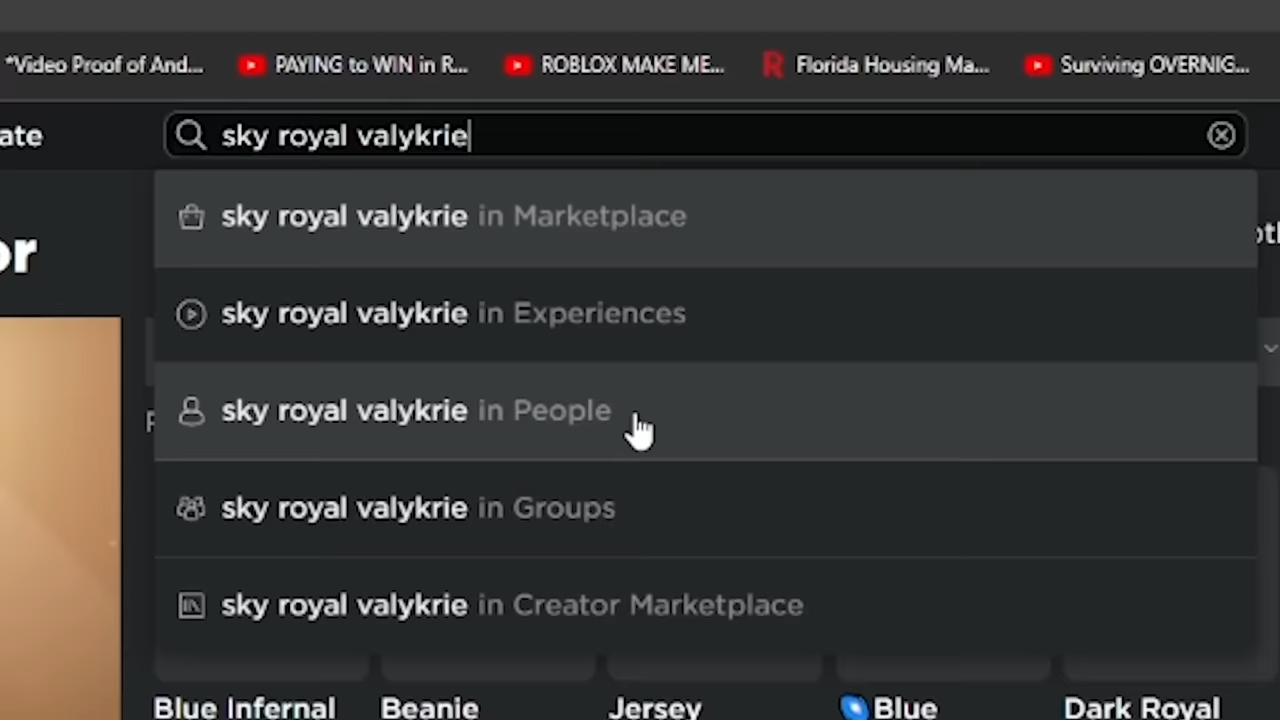 *Video Proof of And... PAYING to WIN in R... ROBLOX MAKE ME... Florida Housing Ma... Surviving OVERNIG...
ate sky royal valykrie
sky royal valykrie in Marketplace
or
sky royal valykrie in Experiences
sky royal valykrie in People
sky royal valykrie in Groups
sky royal valykrie in Creator Marketplace
Blue Infernal Beanie Jersey Blue Dark Royal